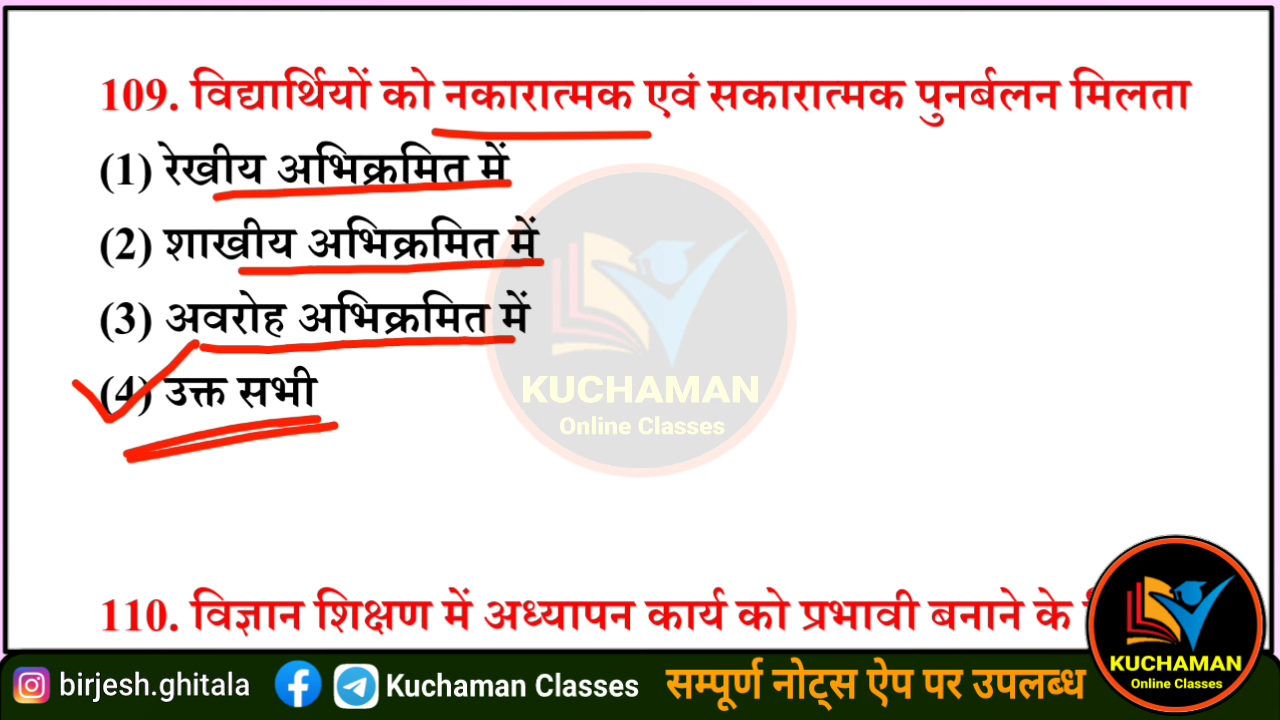 109. विद्यार्थियों को नकारात्मक एवं सकारात्मक पुनर्बलन मिलता
(1) रेखीय अभिक्रमित में
(2) शाखीय अभिक्रमित में
(3) अवरोह अभिक्रमित में
(4) उक्त सभी
KUCHAMAN
Online Classes
110. विज्ञान शिक्षण में अध्यापन कार्य को प्रभावी बनाने के
KUCHAMAN
Online Classes
birjesh.ghitala
Kuchaman Classes
सम्पूर्ण नोट्स ऐप पर उपलब्ध